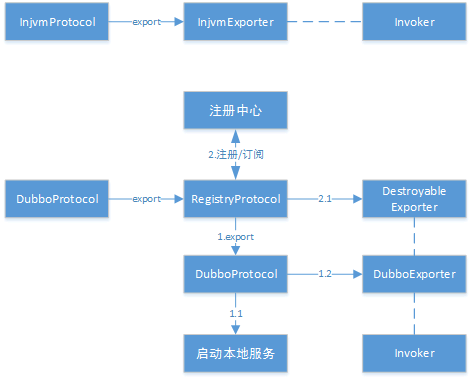 InjvmProtocol
export
InjvmExporter
Invoker
注册中心
2.注册/订阅
DubboProtocol
export
RegistryProtocol
2.1
Destroyable
Exporter
1.export
DubboProtocol
1.2
DubboExporter
1.1
启动本地服务
Invoker